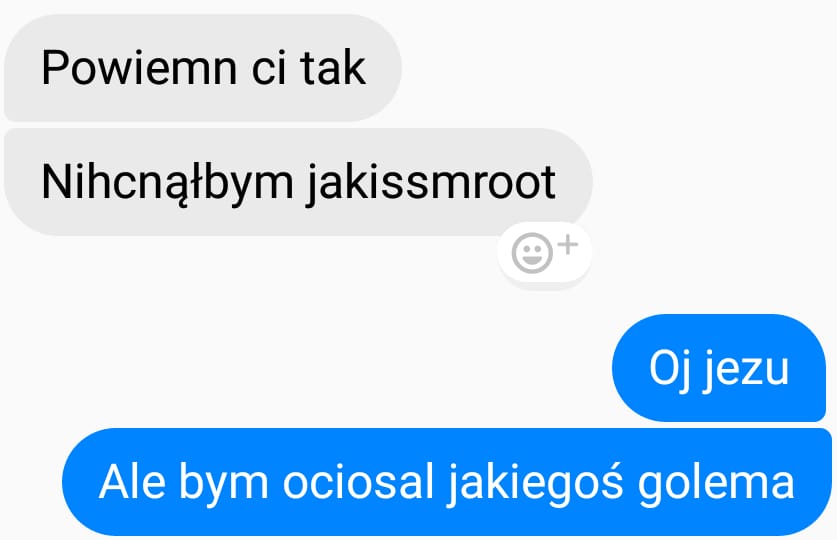 Powiemn ci tak
Nihcnąłbym jakissmroot
Oj jezu
Ale bym ociosal jakiegoś golema